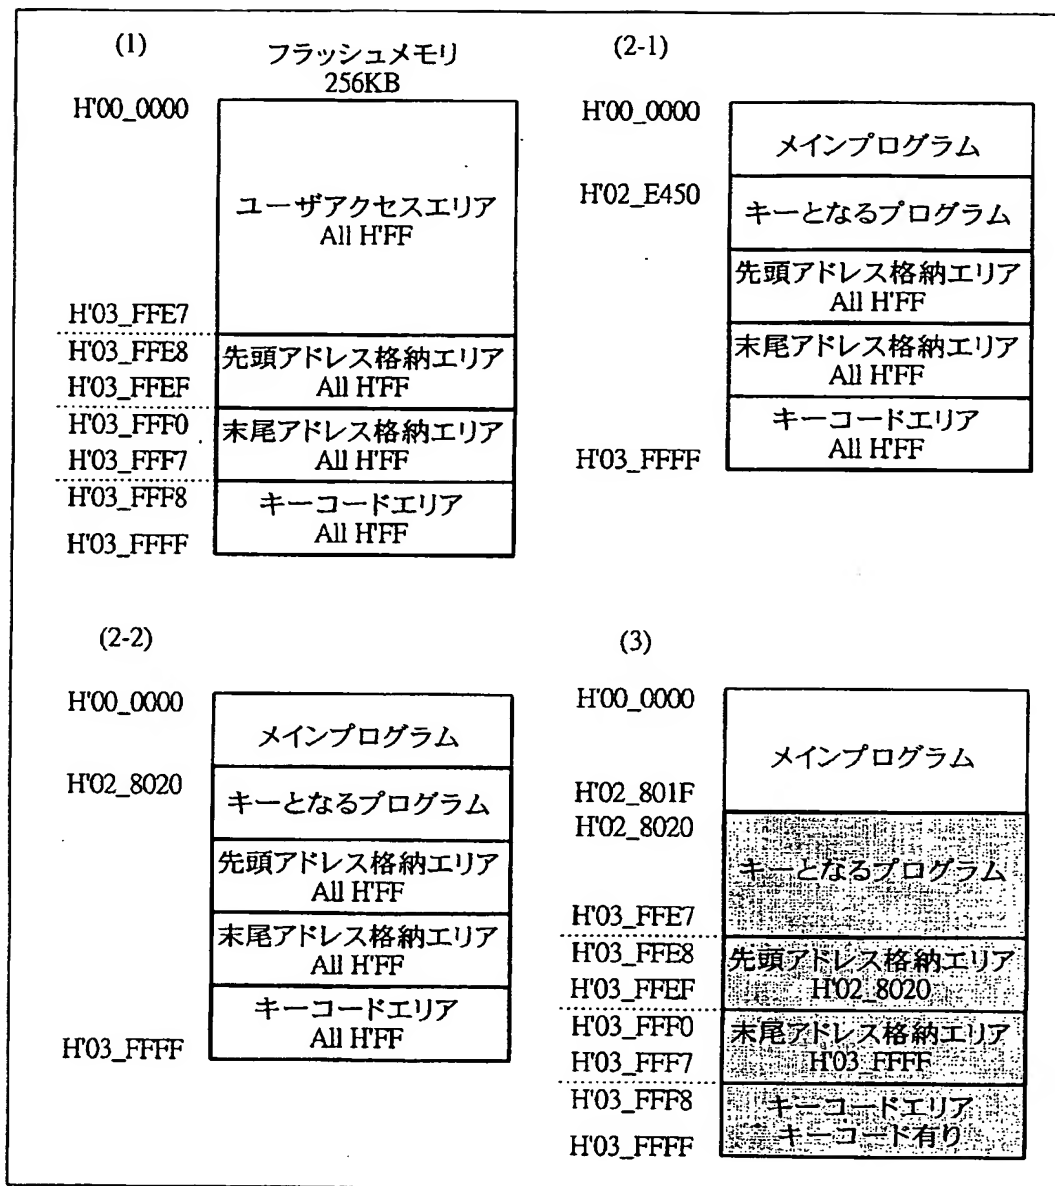 (1)
フラッシュメモリ
256KB
H'00_0000
ユーザアクセスエリア
All H'FF
H'03_FFE7
H'03_FFE8
先頭アドレス格納エリア
H'03_FFEF
All H'FF
H'03_FFF0
末尾アドレス格納エリア
H'03_FFF7
All H'FF
H'03_FFF8
キーコードエリア
All H'FF
H'03_FFFF
(2-1)
H'00_0000
メインプログラム
H'02_E450
キーとなるプログラム
先頭アドレス格納エリア
All H'FF
末尾アドレス格納エリア
All H'FF
キーコードエリア
All H'FF
H'03_FFFF
(2-2)
H'00_0000
メインプログラム
H'02_8020
キーとなるプログラム
先頭アドレス格納エリア
All H'FF
末尾アドレス格納エリア
All H'FF
キーコードエリア
All H'FF
H'03_FFFF
(3)
H'00_0000
メインプログラム
H'02_801F
H'02_8020
キーとなるプログラム
H'03_FFE7
H'03_FFE8
先頭アドレス格納エリア
H'03_FFEF
H'02_8020
H'03_FFF0
末尾アドレス格納エリア
H'03_FFF7
H'03_FFFF
H'03_FFF8
キーコードエリア
キーコード有り
H'03_FFFF